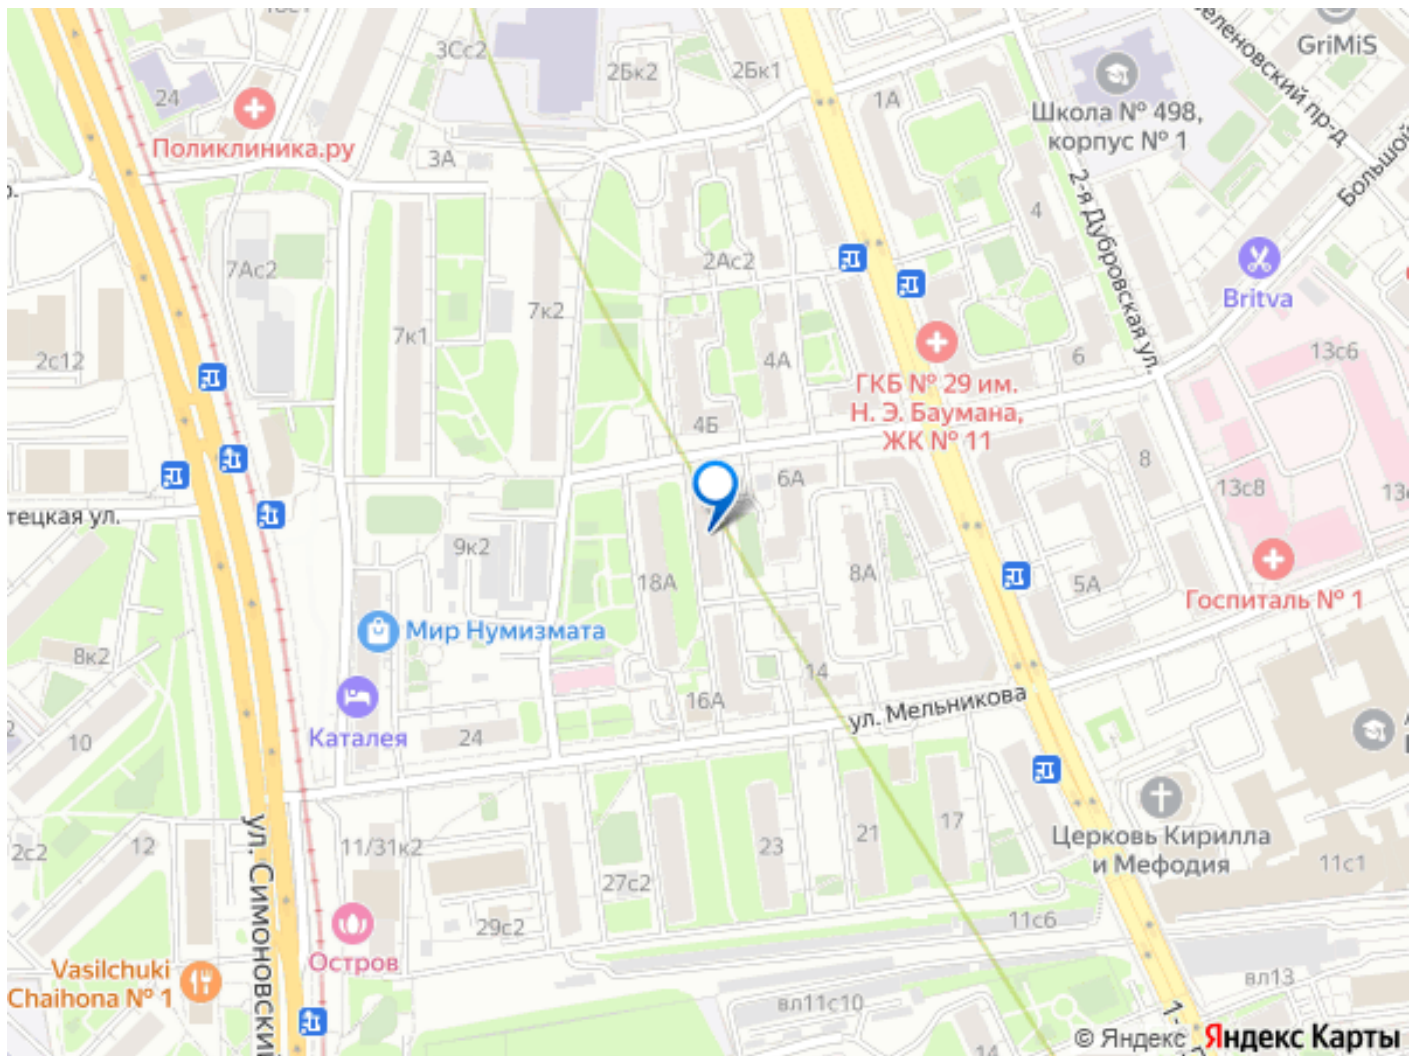 3Сс2
2Бк2
2Бк1
GriMiS
24
1А
Школа № 498,
корпус № 1
Поликлиника.ру
3А
Большой
2-я Дубровская ул.
4
7Ас2
2Ас2
Britva
7к2
7к1
2с12
4А
6
13с6
ГКБ № 29 им.
Н. Э. Баумана,
ЖК № 11
4Б
8
6А
13с8
тецкая ул.
9к2
18А
8А
5А
Госпиталь № 1
Мир Нумизмата
8к2
14
16А
ул. Мельникова
Каталея
24
10
ул. Симоновский
12
2с2
11/31к2
23
21
17
Церковь Кирилла
и Мефодия
11с1
27с2
29с2
11с6
Остров
Vasilchuki
Chaihona № 1
вл13
вл11с10
14
© Яндекс Яндекс Карты